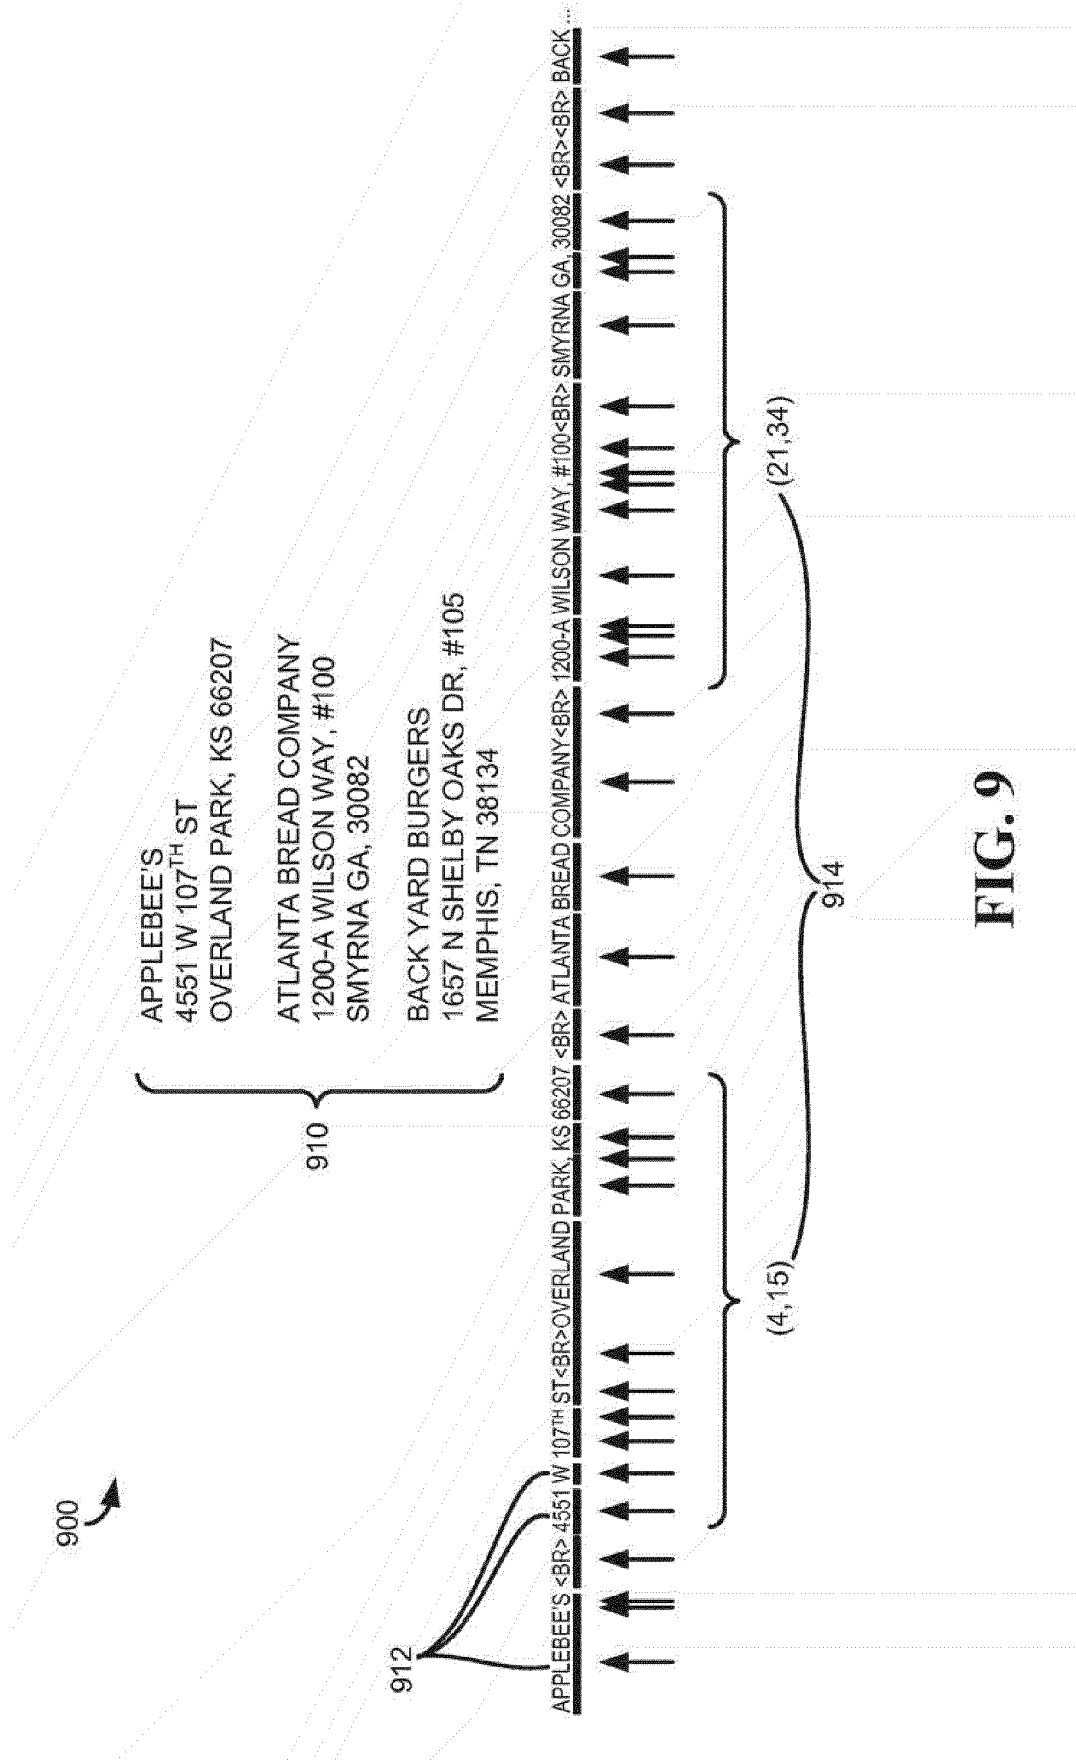 900
910
APPLEBEE'S
4551 W 107TH ST
OVERLAND PARK, KS 66207
ATLANTA BREAD COMPANY
1200-A WILSON WAY, #100
SMYRNA GA, 30082
BACK YARD BURGERS
1657 N SHELBY OAKS DR, #105
MEMPHIS, TN 38134
912
APPLEBEE'S <BR> 4551 W 107TH ST<BR>OVERLAND PARK, KS 66207 <BR> ATLANTA BREAD COMPANY<BR> 1200-A WILSON WAY, #100<BR> SMYRNA GA, 30082 <BR><BR> BACK ...
(4,15)
(21,34)
914
FIG. 9